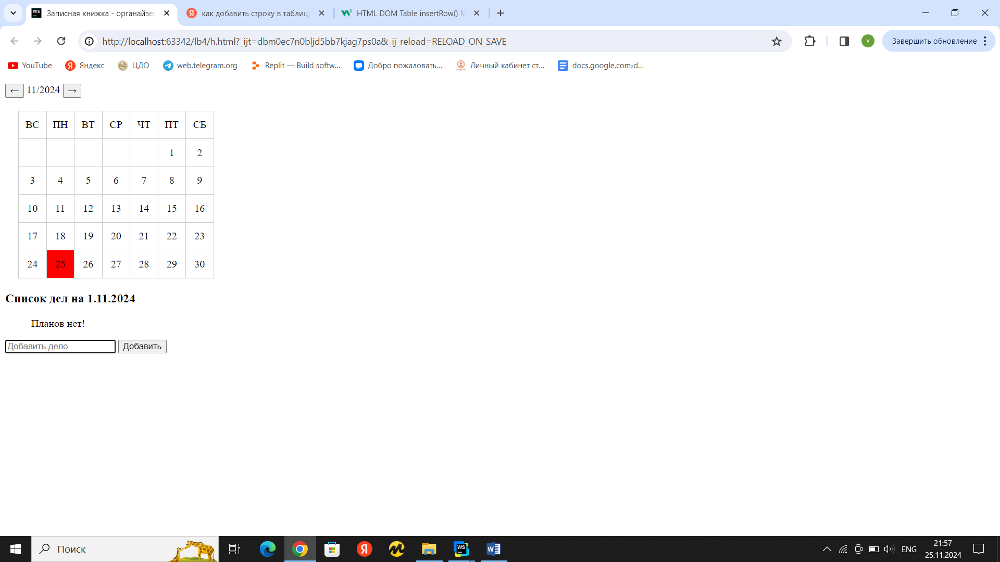 Записная книжка - органайзер
как добавить строку в таблицу
HTML DOM Table insertRow() M
http://localhost:63342/lb4/h.html?_ijt=dbm0ec7n0bljd5bb7kjag7ps0a&_ij_reload=RELOAD_ON_SAVE
V
Завершить обновление
YouTube
Яндекс
ЦДО
web.telegram.org
Replit — Build softw...
Добро пожаловать...
Личный кабинет ст...
docs.google.com›d...
← 11/2024 →
ВС ПН ВТ СР ЧТ ПТ СБ
1 2
3 4 5 6 7 8 9
10 11 12 13 14 15 16
17 18 19 20 21 22 23
24 25 26 27 28 29 30
Список дел на 1.11.2024
Планов нет!
Добавить дело Добавить
Поиск
ENG
21:57
25.11.2024